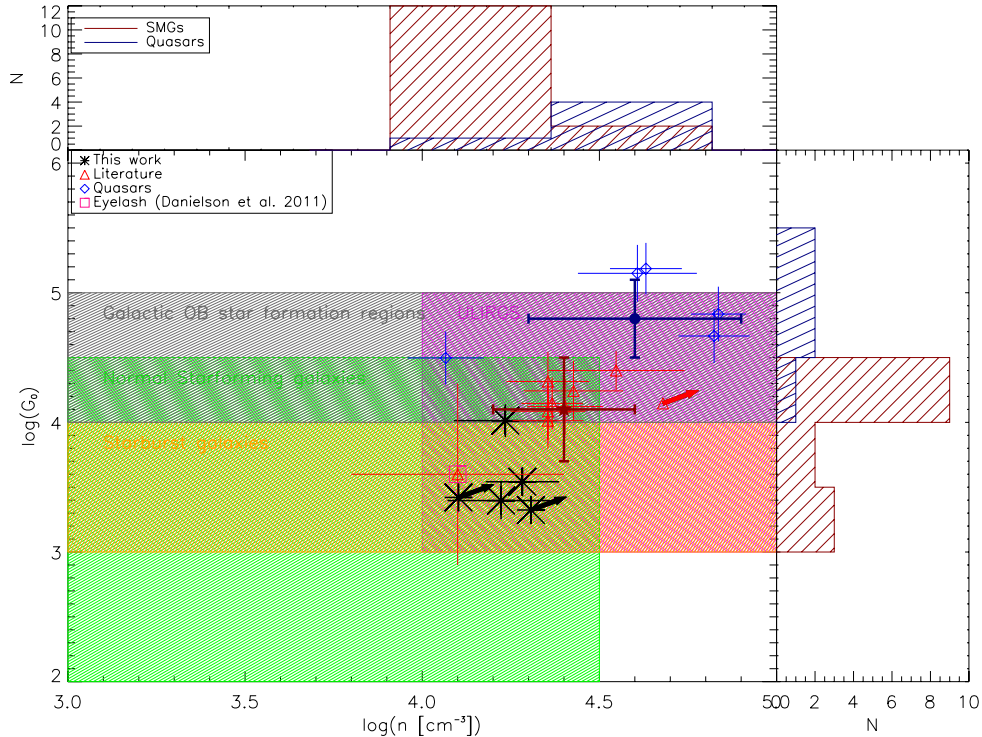 12
10
8
6
4
2
0
N
SMGs
Quasars
This work
Literature
Quasars
Eyelash (Danielson et al. 2011)
6
5
4
3
2
log(G₀)
Galactic OB star formation regions
ULIRGS
Normal Starforming galaxies
Starburst galaxies
3.0
4.0
4.5
5.0
0
2
4
6
8
10
log(n [cm⁻³])
N